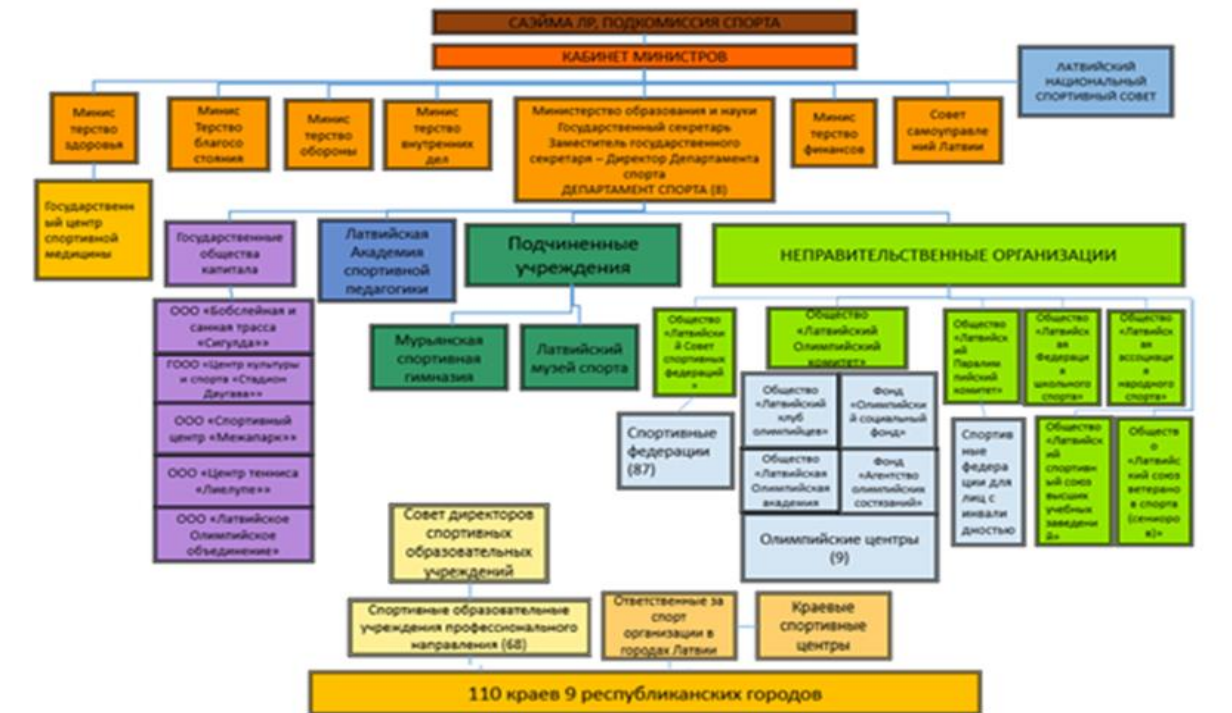 САЭЙМА ЛР, ПОДКОМИССИЯ СПОРТА
КАБИНЕТ МИНИСТРОВ
ЛАТВИЙСКИЙ
НАЦИОНАЛЬНЫЙ
СПОРТИВНЫЙ СОВЕТ
Минис
терство
здоровья
Минис
Терство
благосо
стояния
Минис
терство
обороны
Минис
терство
внутренних
дел
Министерство образования и науки
Государственный секретарь
Заместитель государственного
секретаря – Директор Департамента
спорта
ДЕПАРТАМЕНТ СПОРТА (8)
Минис
терство
финансов
Совет
самоуправле
ний Латвии
Государственн
ый центр
спортивной
медицины
Государственные
общества
капитала
Латвийская
Академия
спортивной
педагогики
Подчиненные
учреждения
НЕПРАВИТЕЛЬСТВЕННЫЕ ОРГАНИЗАЦИИ
ООО «Бобслейная и
санная трасса
«Сигулда»»
ГООО «Центр культуры
и спорта «Стадион
Даугава»»
ООО «Спортивный
центр «Межапарк»»
ООО «Центр тенниса
«Лиелупе»»
ООО «Латвийское
Олимпийское
объединение»
Мурьянская
спортивная
гимназия
Латвийский
музей спорта
Общество
«Латвийски
й Совет
спортивных
федераций
»
Общество
«Латвийский
Олимпийский
комитет»
Общество
«Латвийск
ий
Паралим
пийский
комитет»
Общество
«Латвийск
ая
Федераци
я
школьного
спорта»
Общество
«Латвийск
ая
ассоциаци
я
народного
спорта»
Спортивные
федерации
(87)
Общество
«Латвийский
клуб
олимпийцев»
Фонд
«Олимпийски
й социальный
фонд»
Общество
«Латвийская
Олимпийская
академия
Фонд
«Агентство
олимпийских
состязаний»
Олимпийские центры
(9)
Спортив
ные
федера
ции для
лиц с
инвали
дностью
Общество
«Латвийск
ий
спортивн
ый союз
высших
учебных
заведени
й»
Обществ
о
«Латвийс
кий союз
ветерано
в спорта
(сениоро
в)»
Совет директоров
спортивных
образовательных
учреждений
Спортивные образовательные
учреждения профессионального
направления (68)
Ответственные за
спорт
организации в
городах Латвии
Краевые
спортивные
центры
110 краев 9 республиканских городов